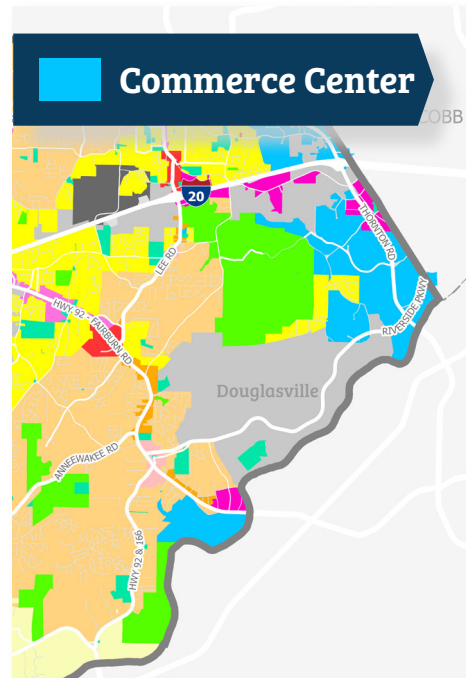 Commerce Center
COBB
20
THORNTON RD
LEE RD
HWY 92 - FAIRBURN RD
RIVERSIDE PKWY
Douglasville
ANNEEWAKEE RD
HWY 92 & 166